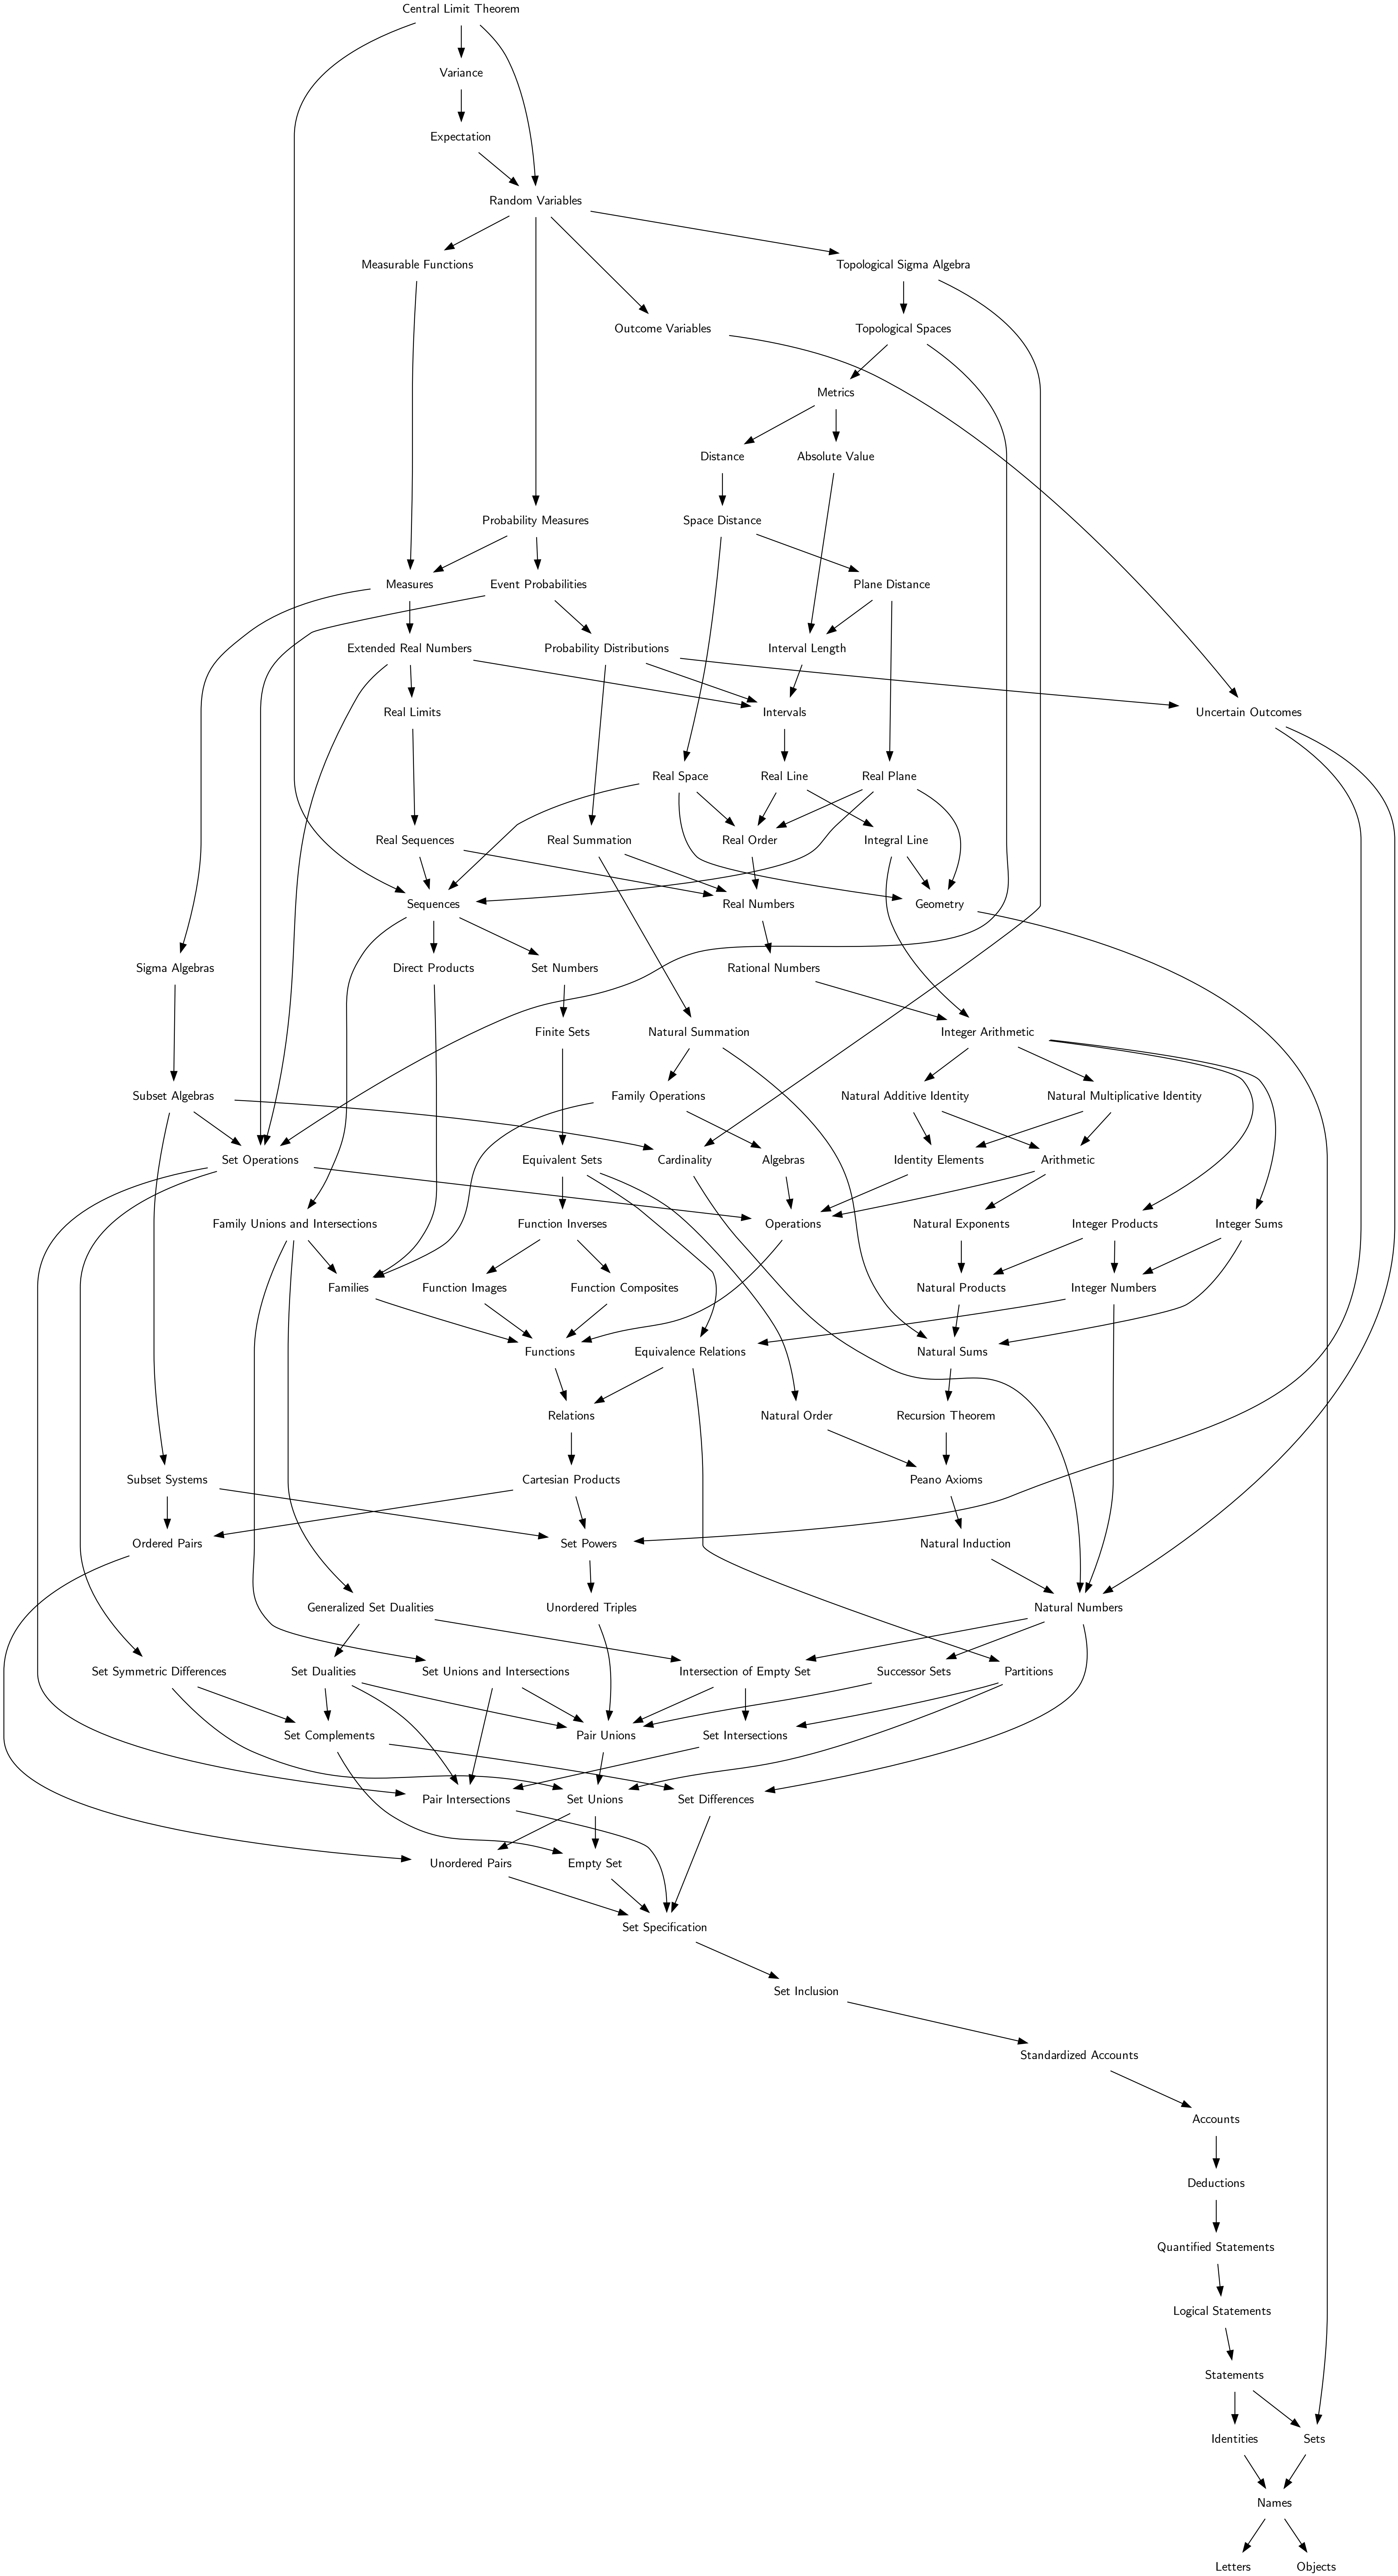 Central Limit Theorem
Variance
Expectation
Random Variables
Measurable Functions
Topological Sigma Algebra
Outcome Variables
Topological Spaces
Metrics
Distance
Absolute Value
Probability Measures
Space Distance
Measures
Event Probabilities
Plane Distance
Extended Real Numbers
Probability Distributions
Interval Length
Real Limits
Intervals
Uncertain Outcomes
Real Space
Real Line
Real Plane
Real Sequences
Real Summation
Real Order
Integral Line
Sequences
Real Numbers
Geometry
Sigma Algebras
Direct Products
Set Numbers
Rational Numbers
Finite Sets
Natural Summation
Integer Arithmetic
Subset Algebras
Family Operations
Natural Additive Identity
Natural Multiplicative Identity
Set Operations
Equivalent Sets
Cardinality
Algebras
Identity Elements
Arithmetic
Family Unions and Intersections
Function Inverses
Operations
Natural Exponents
Integer Products
Integer Sums
Families
Function Images
Function Composites
Natural Products
Integer Numbers
Functions
Equivalence Relations
Natural Sums
Relations
Natural Order
Recursion Theorem
Subset Systems
Cartesian Products
Peano Axioms
Ordered Pairs
Set Powers
Natural Induction
Generalized Set Dualities
Unordered Triples
Natural Numbers
Set Symmetric Differences
Set Dualities
Set Unions and Intersections
Intersection of Empty Set
Successor Sets
Partitions
Set Complements
Pair Unions
Set Intersections
Pair Intersections
Set Unions
Set Differences
Unordered Pairs
Empty Set
Set Specification
Set Inclusion
Standardized Accounts
Accounts
Deductions
Quantified Statements
Logical Statements
Statements
Identities
Sets
Names
Letters
Objects